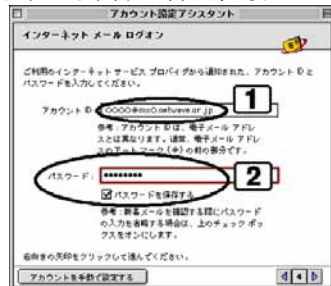 アカウント設定アシスタント
インターネット メール ログオン
ご利用のインターネット サービス プロバイダから通知された、アカウント ID と
パスワードを入力してください。
アカウント ID: OOOO@mx0.netwave.or.jp
1
参考：アカウント ID は、電子メール アドレ
スとは異なります。通常、電子メール アドレ
スのアット マーク (@) の前の部分です。
パスワード: ••••••••
2
パスワードを保存する
参考：新着メールを確認する際にパスワード
の入力を省略する場合は、上のチェック ボッ
クスをオンにします。
右向きの矢印をクリックして進んでください。
アカウントを手動で設定する
4